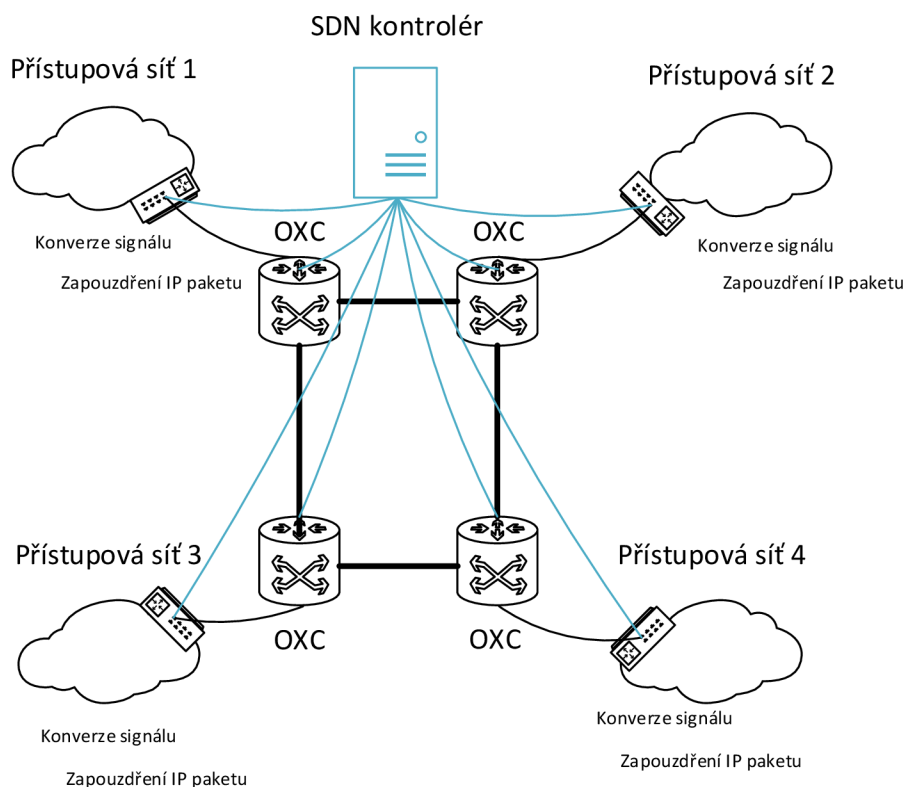 SDN kontrolér
Přístupová síť 1
Přístupová síť 2
Konverze signálu
Zapouzdření IP paketu
OXC
OXC
Konverze signálu
Zapouzdření IP paketu
Přístupová síť 3
Přístupová síť 4
OXC
OXC
Konverze signálu
Zapouzdření IP paketu
Konverze signálu
Zapouzdření IP paketu